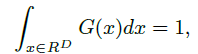 ∫_{x∈R^D} G(x)dx = 1,